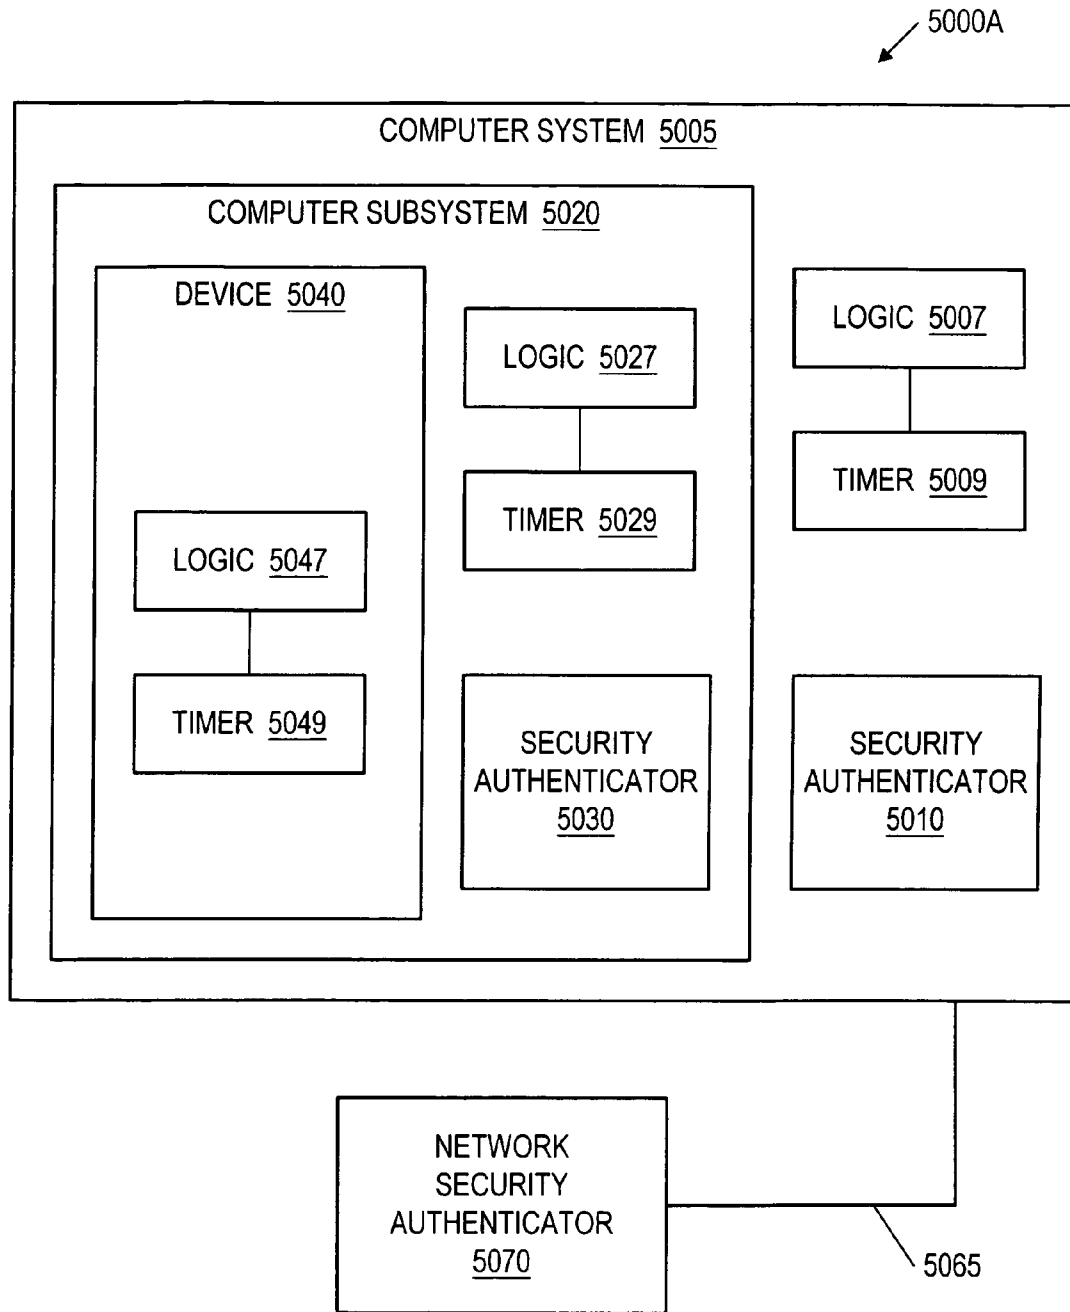 5000A
COMPUTER SYSTEM 5005
COMPUTER SUBSYSTEM 5020
DEVICE 5040
LOGIC 5047
TIMER 5049
LOGIC 5027
TIMER 5029
SECURITY
AUTHENTICATOR
5030
LOGIC 5007
TIMER 5009
SECURITY
AUTHENTICATOR
5010
NETWORK
SECURITY
AUTHENTICATOR
5070
5065